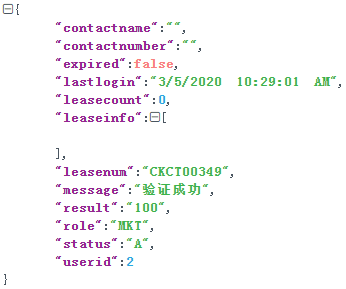 {
"contactname":"",
"contactnumber":"",
"expired":false,
"lastlogin":"3/5/2020  10:29:01  AM",
"leasecount":0,
"leaseinfo":[
],
"leasenum":"CKCT00349",
"message":"验证成功",
"result":"100",
"role":"MKT",
"status":"A",
"userid":2
}